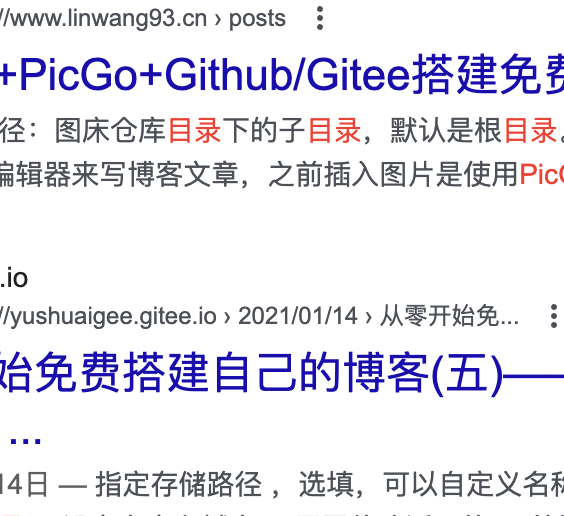 //www.linwang93.cn › posts
+PicGo+Github/Gitee搭建免费
径：图床仓库目录下的子目录，默认是根目录。
编辑器来写博客文章，之前插入图片是使用PicG
.io
//yushuaigee.gitee.io › 2021/01/14 › 从零开始免...
始免费搭建自己的博客(五)——
...
14日 — 指定存储路径 ，选填，可以自定义名称